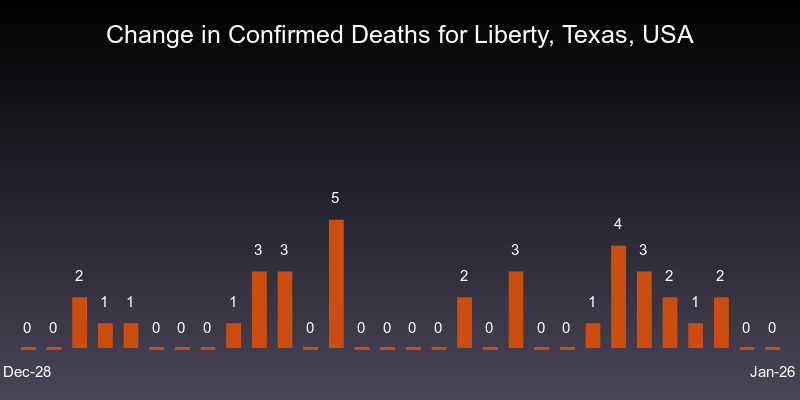 Change in Confirmed Deaths for Liberty, Texas, USA
5
4
3 3 3 3
2 2 2 2
1 1 1 1 1
0 0 0 0 0 0 0 0 0 0 0 0 0 0 0
Dec-28 Jan-26